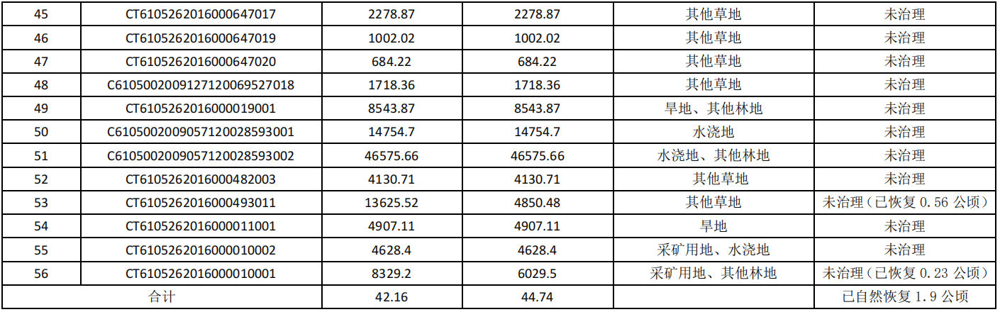 45 CT6105262016000647017 2278.87 2278.87 其他草地 未治理
46 CT6105262016000647019 1002.02 1002.02 其他草地 未治理
47 CT6105262016000647020 684.22 684.22 其他草地 未治理
48 C6105002009127120069527018 1718.36 1718.36 其他草地 未治理
49 CT6105262016000019001 8543.87 8543.87 旱地、其他林地 未治理
50 C6105002009057120028593001 14754.7 14754.7 水浇地 未治理
51 C6105002009057120028593002 46575.66 46575.66 水浇地、其他林地 未治理
52 CT6105262016000482003 4130.71 4130.71 其他草地 未治理
53 CT6105262016000493011 13625.52 4850.48 其他草地 未治理（已恢复0.56公顷）
54 CT6105262016000011001 4907.11 4907.11 旱地 未治理
55 CT6105262016000010002 4628.4 4628.4 采矿用地、水浇地 未治理
56 CT6105262016000010001 8329.2 6029.5 采矿用地、其他林地 未治理（已恢复0.23公顷）
合计 42.16 44.74 已自然恢复1.9公顷